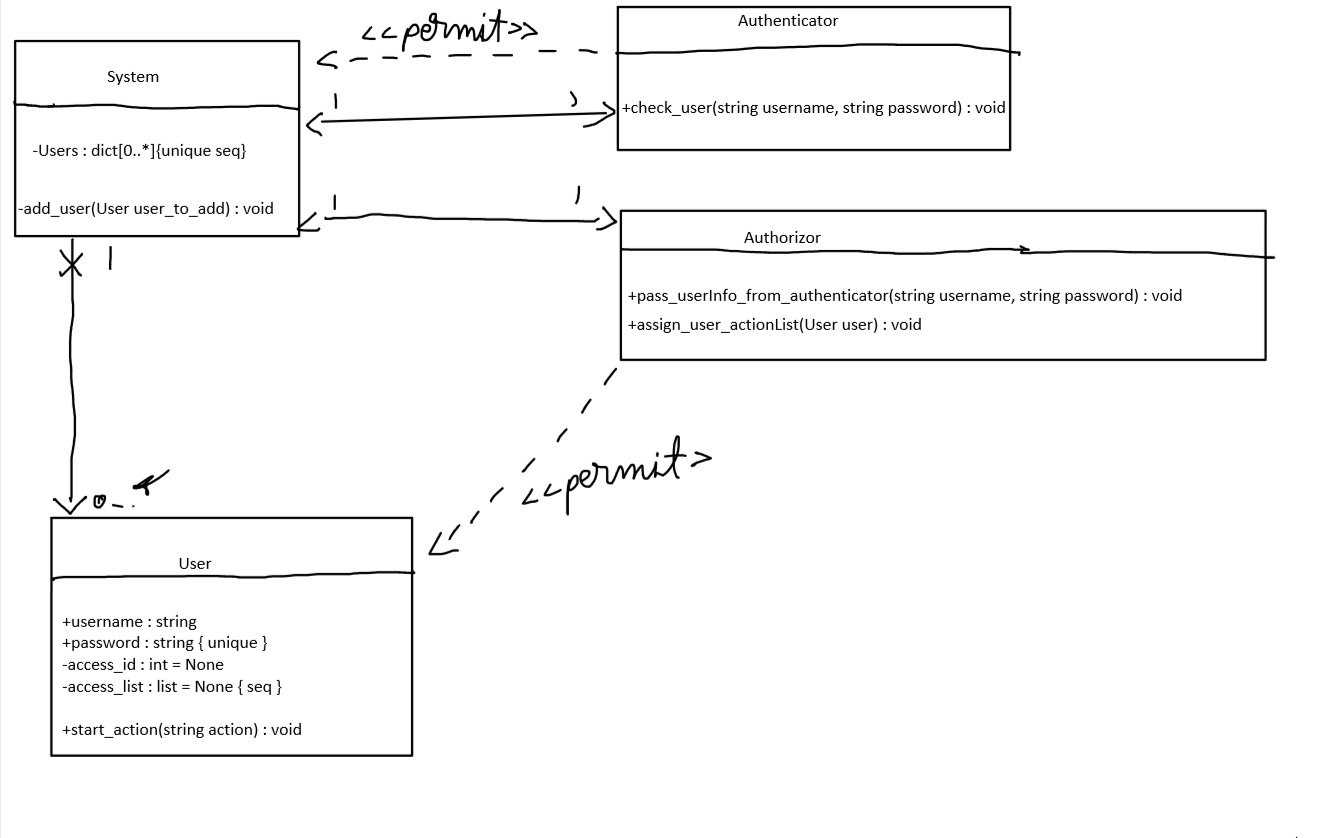 <<permit>>
Authenticator
System
1
+check_user(string username, string password) : void
-Users : dict[0..*]{unique seq}
-add_user(User user_to_add) : void
1
1
Authorizor
1
+pass_userInfo_from_authenticator(string username, string password) : void
+assign_user_actionList(User user) : void
<<permit>
0..*
User
+username : string
+password : string { unique }
-access_id : int = None
-access_list : list = None { seq }
+start_action(string action) : void